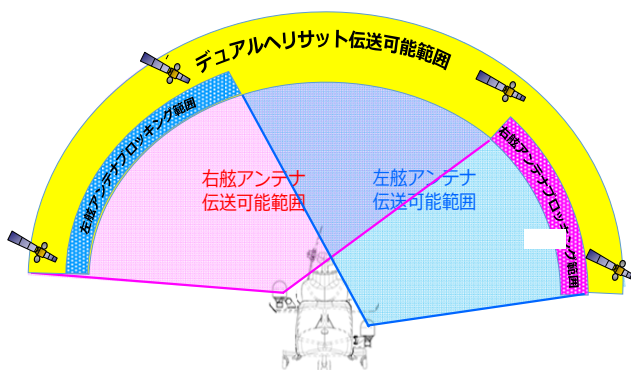 デュアルヘリサット伝送可能範囲
左舷アンテナブロッキング範囲
右舷アンテナブロッキング範囲
右舷アンテナ
伝送可能範囲
左舷アンテナ
伝送可能範囲